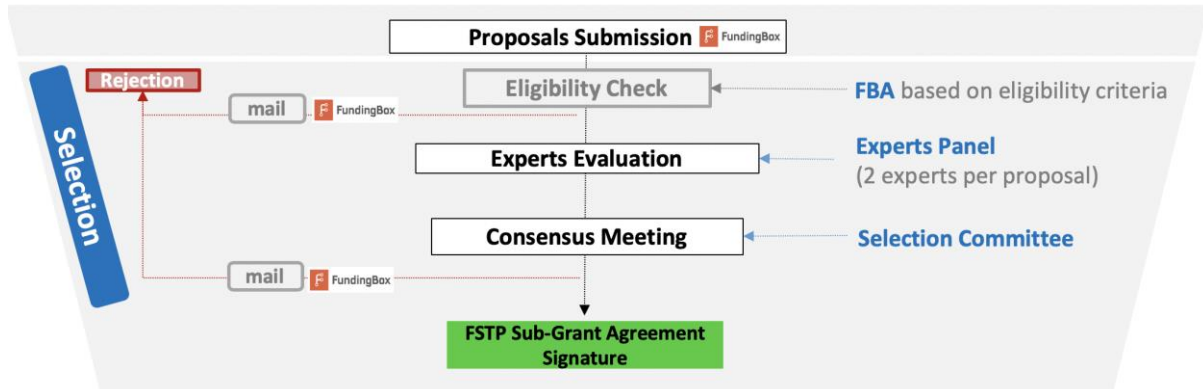 Proposals Submission FundingBox
Rejection
Eligibility Check
FBA based on eligibility criteria
mail FundingBox
Selection
Experts Evaluation
Experts Panel
(2 experts per proposal)
Consensus Meeting
Selection Committee
mail FundingBox
FSTP Sub-Grant Agreement
Signature